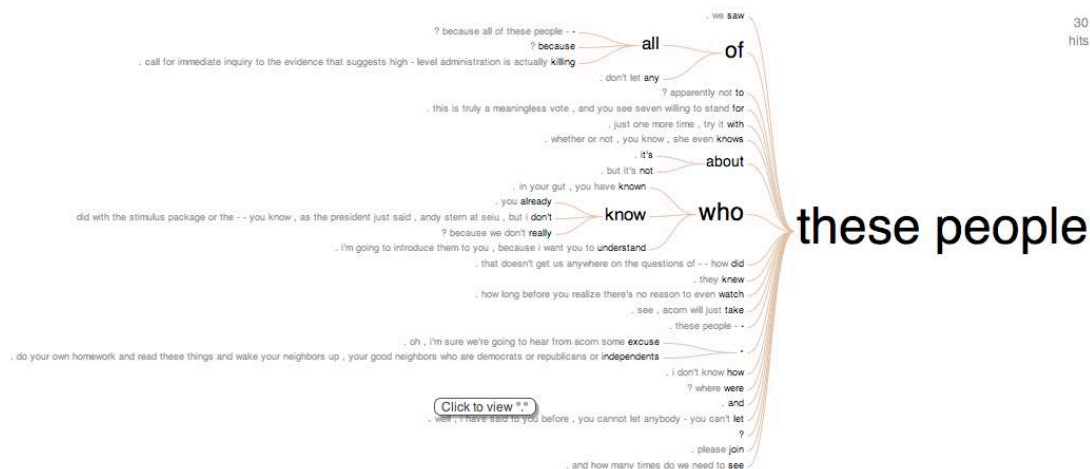 . we saw
30
hits
? because all of these people - -
? because
all
of
. call for immediate inquiry to the evidence that suggests high - level administration is actually killing
. don't let any
? apparently not to
. this is truly a meaningless vote , and you see seven willing to stand for
. just one more time , try it with
. whether or not , you know , she even knows
. it's
about
. but it's not
. in your gut , you have known
. you already
did with the stimulus package or the - - you know , as the president just said , andy stern at seiu , but i don't
know
who
? because we don't really
these people
. i'm going to introduce them to you , because i want you to understand
. that doesn't get us anywhere on the questions of - - how did
. they knew
. how long before you realize there's no reason to even watch
. see , acorn will just take
. these people - -
. oh , i'm sure we're going to hear from acorn some excuse
.
. do your own homework and read these things and wake your neighbors up , your good neighbors who are democrats or republicans or independents
. i don't know how
? where were
. and
Click to view "."
. well , i have said to you before , you cannot let anybody - you can't let
?
. please join
. and how many times do we need to see